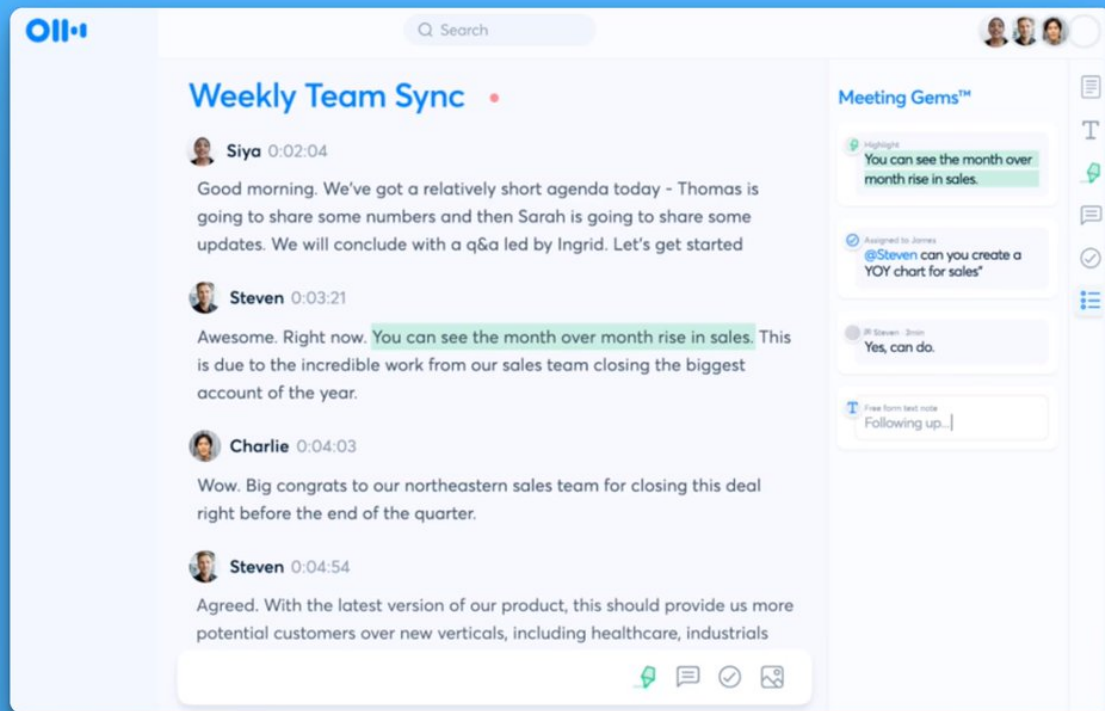 Search
Weekly Team Sync
Siya 0:02:04
Good morning. We've got a relatively short agenda today - Thomas is
going to share some numbers and then Sarah is going to share some
updates. We will conclude with a q&a led by Ingrid. Let's get started
Steven 0:03:21
Awesome. Right now. You can see the month over month rise in sales. This
is due to the incredible work from our sales team closing the biggest
account of the year.
Charlie 0:04:03
Wow. Big congrats to our northeastern sales team for closing this deal
right before the end of the quarter.
Steven 0:04:54
Agreed. With the latest version of our product, this should provide us more
potential customers over new verticals, including healthcare, industrials
Meeting Gems™
Highlight
You can see the month over
month rise in sales.
Assigned to James
@Steven can you create a
YOY chart for sales"
Steven · 3min
Yes, can do.
T Free form text note
Following up...
T